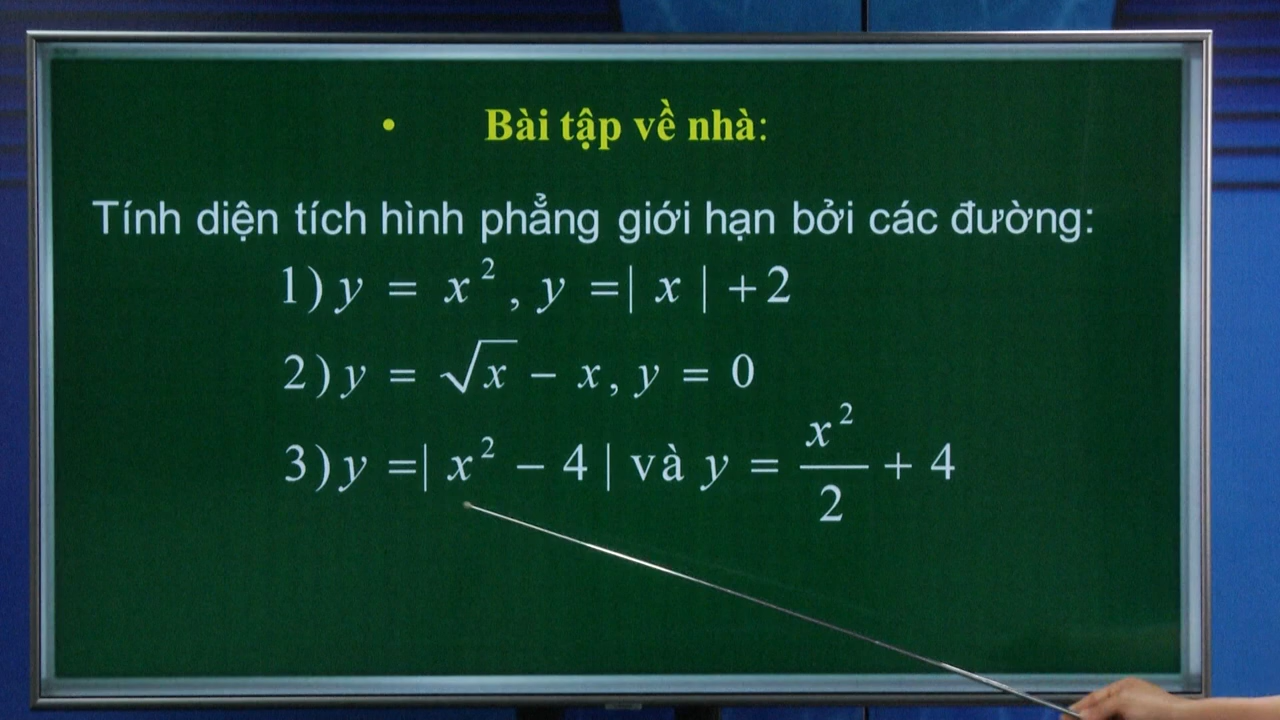 • Bài tập về nhà:
Tính diện tích hình phẳng giới hạn bởi các đường:
1) y = x², y = | x | + 2
2) y = √x − x, y = 0
3) y = | x² − 4 | và y = x²/2 + 4